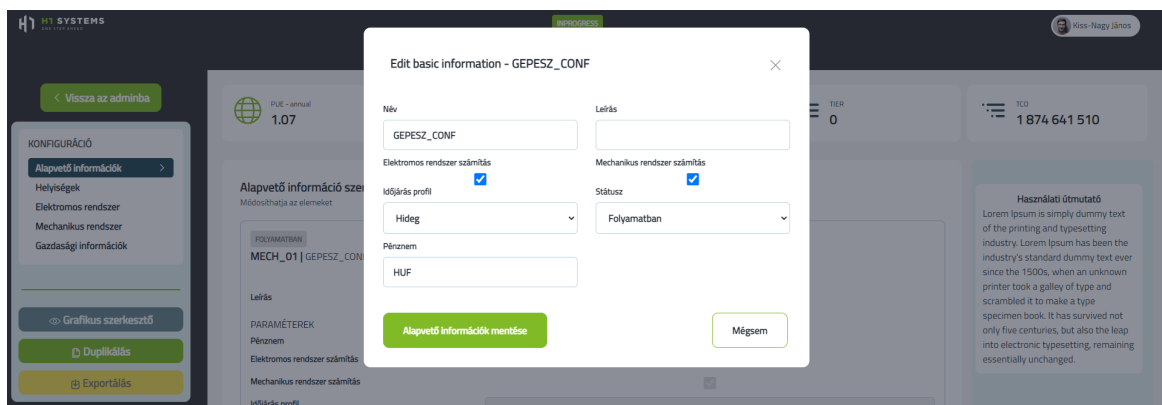 H1 SYSTEMS
ONE STEP AHEAD
INPROGRESS
Kiss-Nagy János
Vissza az adminba
KONFIGURÁCIÓ
Alapvető információk
Helyiségek
Elektromos rendszer
Mechanikus rendszer
Gazdasági információk
Grafikus szerkesztő
Duplikálás
Exportálás
PUE - annual
1.07
TIER
0
TCO
1 874 641 510
Alapvető információ szer
Módosíthatja az elemeket
FOLYAMATBAN
MECH_01 | GEPESZ_CON
Leírás
PARAMÉTEREK
Pénznem
Elektromos rendszer számítás
Mechanikus rendszer számítás
Időjárás profil
Edit basic information - GEPESZ_CONF
Név
Leírás
GEPESZ_CONF
Elektromos rendszer számítás
Mechanikus rendszer számítás
Időjárás profil
Státusz
Hideg
Folyamatban
Pénznem
HUF
Alapvető információk mentése
Mégsem
Használati útmutató
Lorem Ipsum is simply dummy text
of the printing and typesetting
industry. Lorem Ipsum has been the
industry's standard dummy text ever
since the 1500s, when an unknown
printer took a galley of type and
scrambled it to make a type
specimen book. It has survived not
only five centuries, but also the leap
into electronic typesetting, remaining
essentially unchanged.